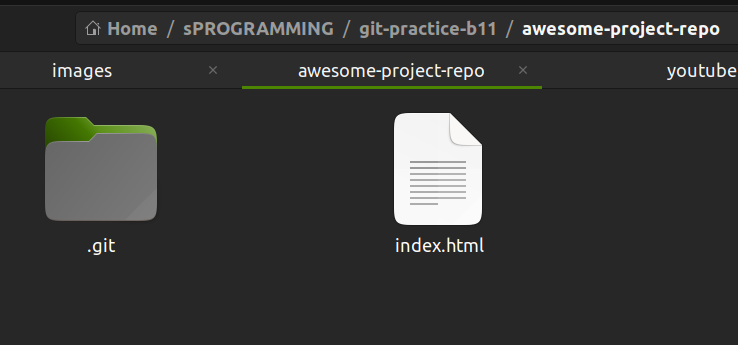 Home / sPROGRAMMING / git-practice-b11 / awesome-project-repo
images × awesome-project-repo × youtube
.git index.html